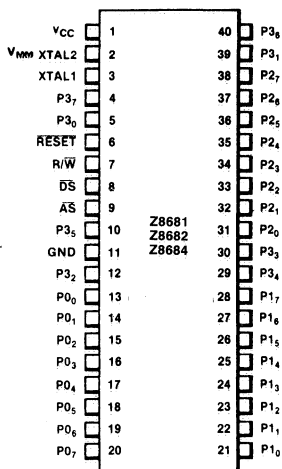 VCC 1 40 P36
VMM XTAL2 2 39 P31
XTAL1 3 38 P27
P37 4 37 P26
P30 5 36 P25
RESET 6 35 P24
R/W 7 34 P23
DS 8 33 P22
AS 9 32 P21
P35 10 Z8681 31 P20
GND 11 Z8682 30 P33
P32 12 Z8684 29 P34
P00 13 28 P17
P01 14 27 P16
P02 15 26 P15
P03 16 25 P14
P04 17 24 P13
P05 18 23 P12
P06 19 22 P11
P07 20 21 P10